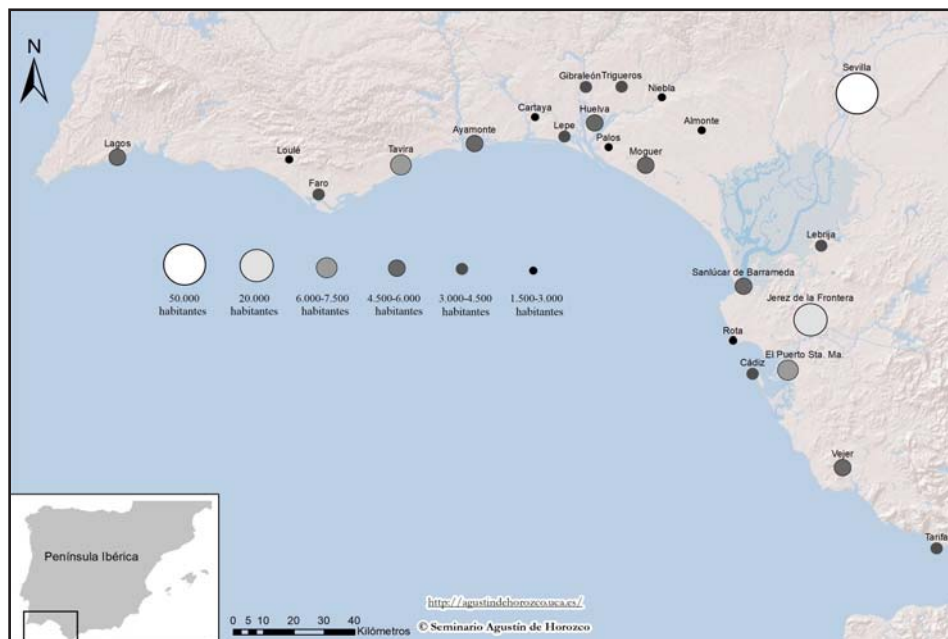 N
Sevilla
Gibraleón
Trigueros
Niebla
Cartaya
Huelva
Almonte
Ayamonte
Lepe
Palos
Lagos
Loulé
Tavira
Moguer
Faro
Lebrija
Sanlúcar de Barrameda
Jerez de la Frontera
Rota
El Puerto Sta. Ma.
Cádiz
Vejer
Tarifa
50.000
habitantes
20.000
habitantes
6.000-7.500
habitantes
4.500-6.000
habitantes
3.000-4.500
habitantes
1.500-3.000
habitantes
Península Ibérica
0 5 10 20 30 40
Kilómetros
http://agustindehorozco.uca.es/
© Seminario Agustín de Horozco